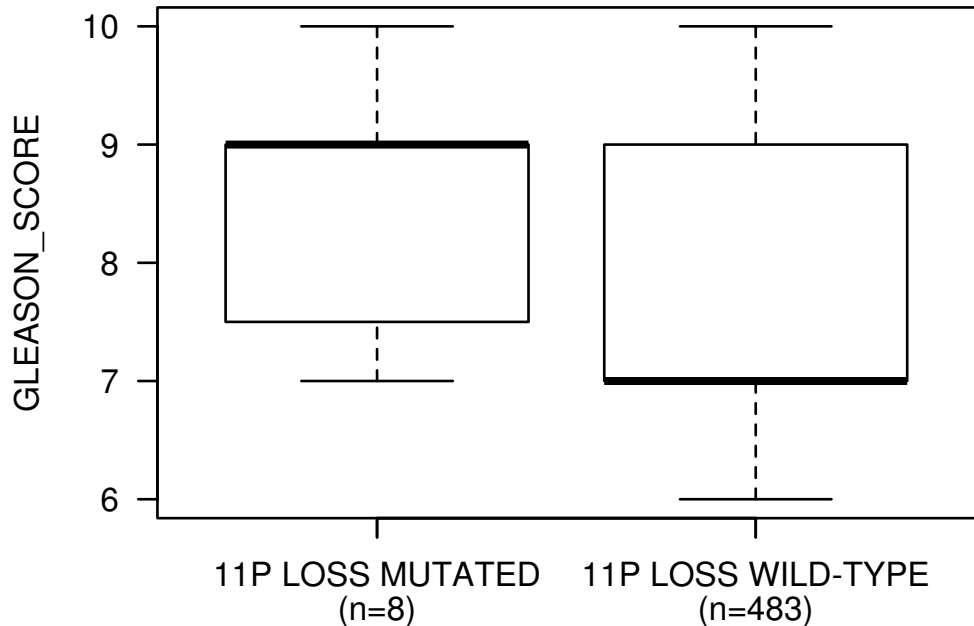 GLEASON_SCORE
10
9
8
7
6
11P LOSS MUTATED
(n=8)
11P LOSS WILD-TYPE
(n=483)